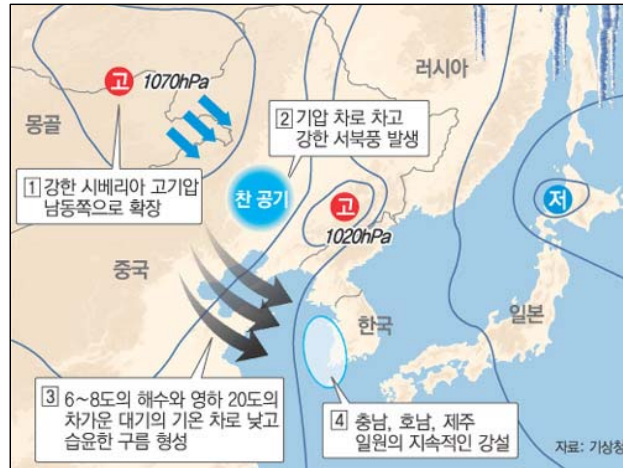 고 1070hPa
러시아
몽골
2 기압 차로 차고
강한 서북풍 발생
1 강한 시베리아 고기압
남동쪽으로 확장
찬 공기
고
1020hPa
저
중국
한국
일본
3 6~8도의 해수와 영하 20도의
차가운 대기의 기온 차로 낮고
습윤한 구름 형성
4 충남, 호남, 제주
일원의 지속적인 강설
자료: 기상청